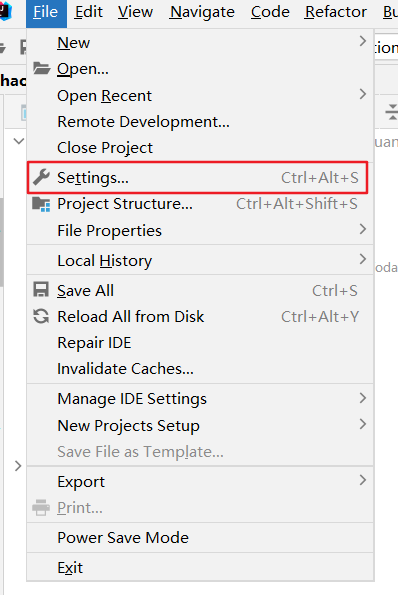 File Edit View Navigate Code Refactor
New
Open...
Open Recent
Remote Development...
Close Project
Settings... Ctrl+Alt+S
Project Structure... Ctrl+Alt+Shift+S
File Properties
Local History
Save All Ctrl+S
Reload All from Disk Ctrl+Alt+Y
Repair IDE
Invalidate Caches...
Manage IDE Settings
New Projects Setup
Save File as Template...
Export
Print...
Power Save Mode
Exit